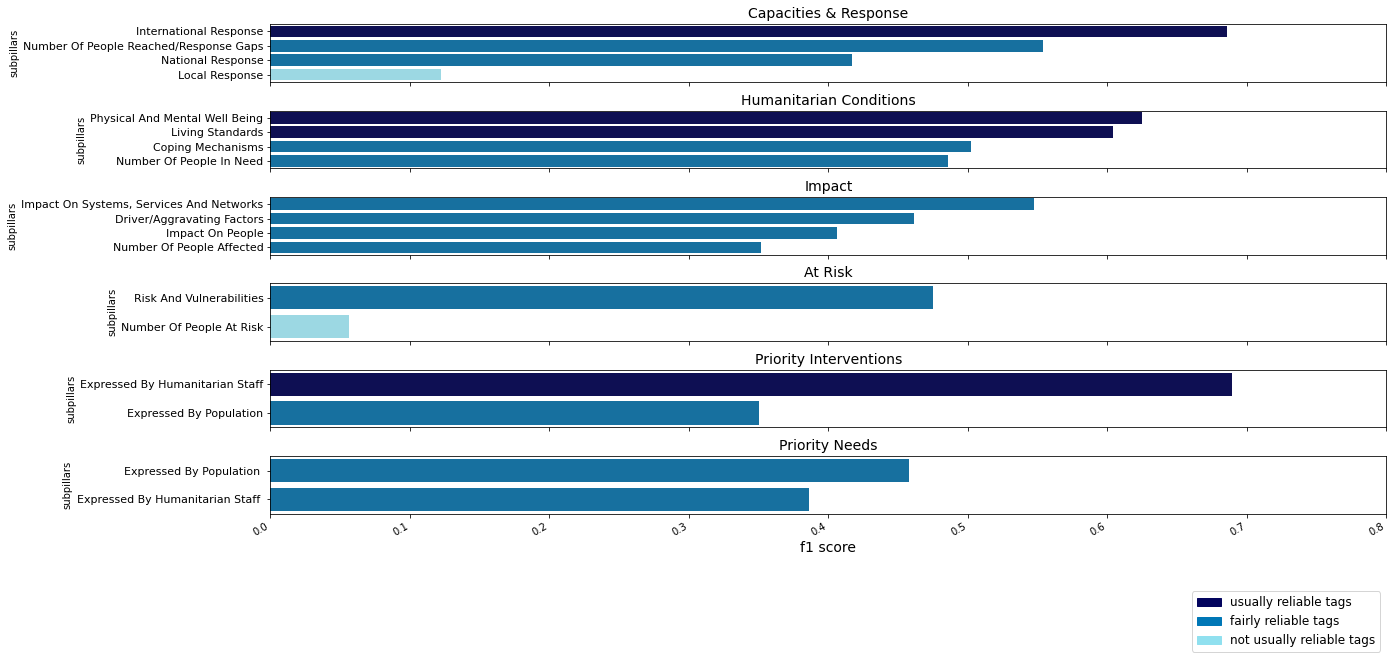 Capacities & Response
subpillars
International Response
Number Of People Reached/Response Gaps
National Response
Local Response
Humanitarian Conditions
subpillars
Physical And Mental Well Being
Living Standards
Coping Mechanisms
Number Of People In Need
Impact
subpillars
Impact On Systems, Services And Networks
Driver/Aggravating Factors
Impact On People
Number Of People Affected
At Risk
subpillars
Risk And Vulnerabilities
Number Of People At Risk
Priority Interventions
subpillars
Expressed By Humanitarian Staff
Expressed By Population
Priority Needs
subpillars
Expressed By Population
Expressed By Humanitarian Staff
0.0 0.1 0.2 0.3 0.4 0.5 0.6 0.7 0.8
f1 score
usually reliable tags
fairly reliable tags
not usually reliable tags